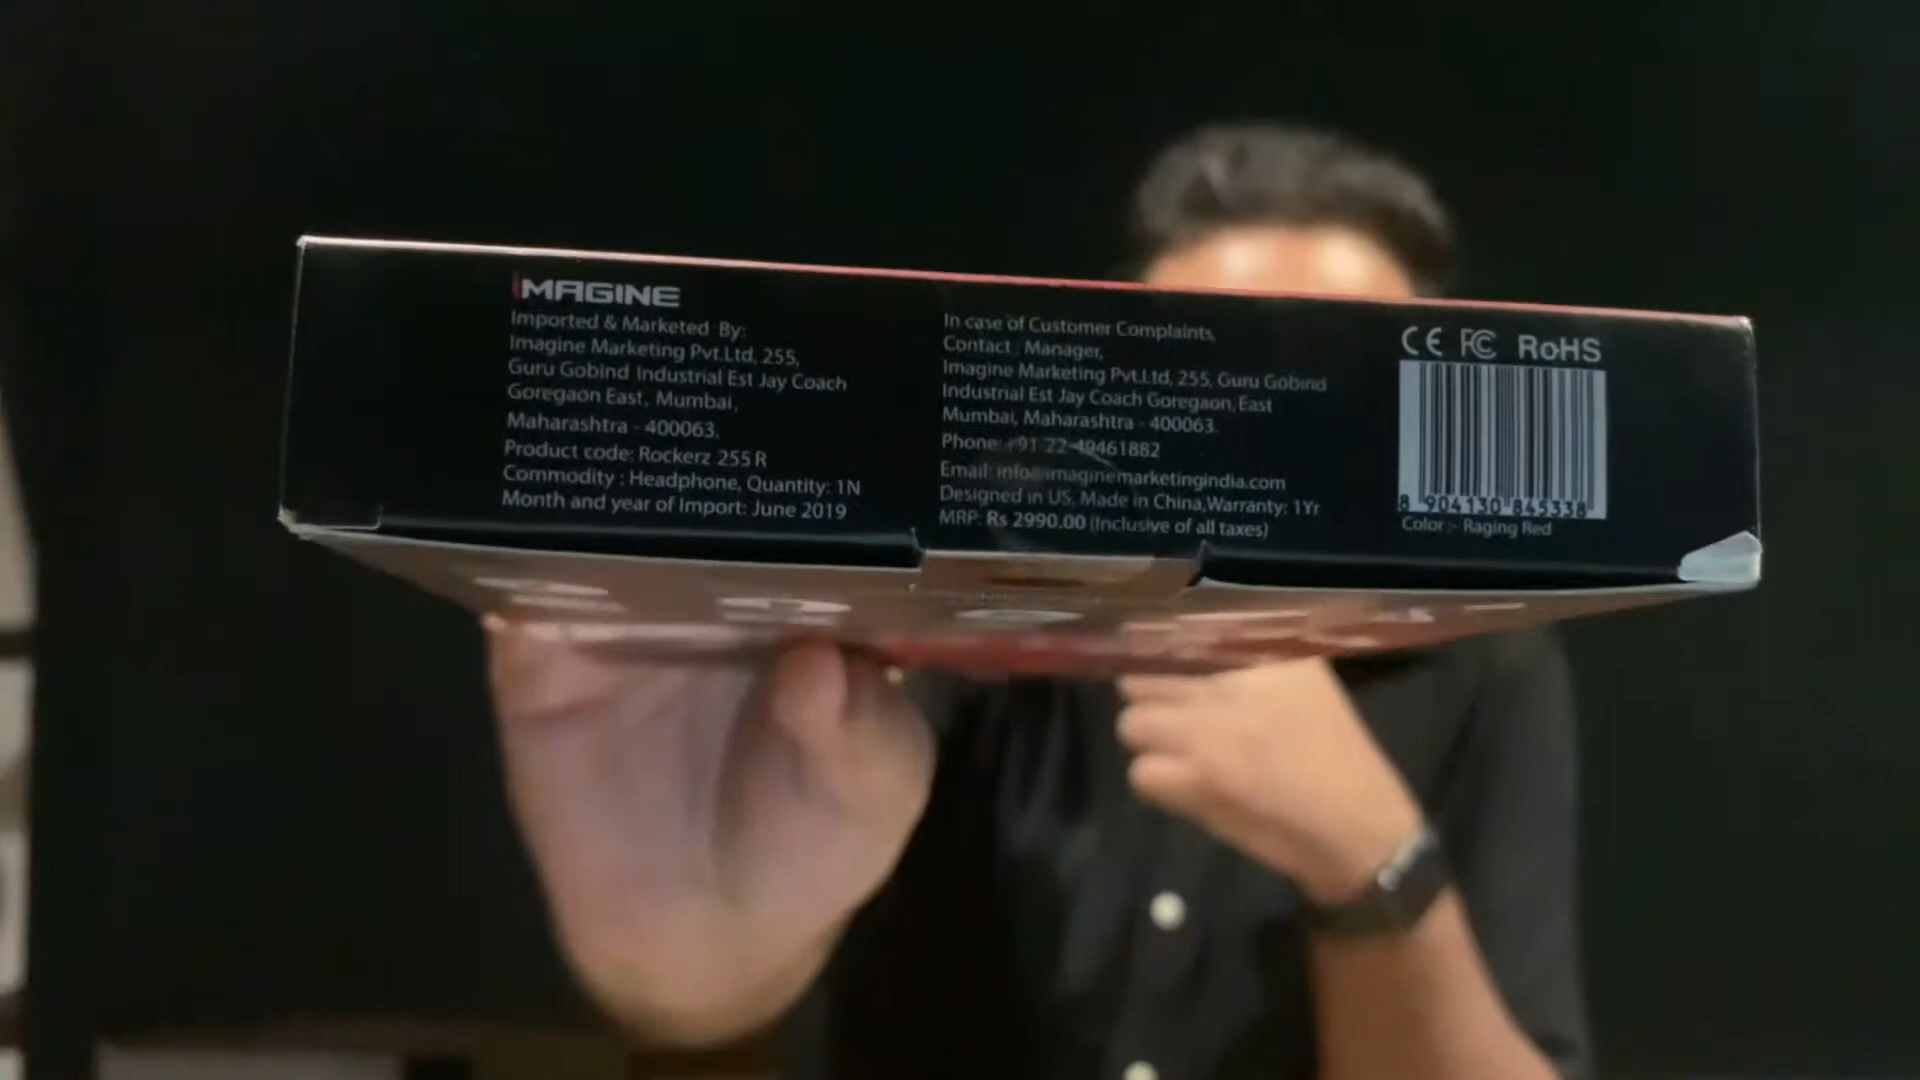 iMAGINE
Imported & Marketed By:
Imagine Marketing Pvt.Ltd, 255,
Guru Gobind Industrial Est Jay Coach
Goregaon East, Mumbai,
Maharashtra - 400063,
Product code: Rockerz 255 R
Commodity : Headphone, Quantity: 1N
Month and year of Import: June 2019
In case of Customer Complaints,
Contact : Manager,
Imagine Marketing Pvt.Ltd, 255, Guru Gobind
Industrial Est Jay Coach Goregaon, East
Mumbai, Maharashtra - 400063.
Phone: +91-22-49461882
Email: info@imaginemarketingindia.com
Designed in US, Made in China,Warranty: 1Yr
MRP: Rs 2990.00 (Inclusive of all taxes)
CE FC RoHS
8 904130 845338
Color :- Raging Red